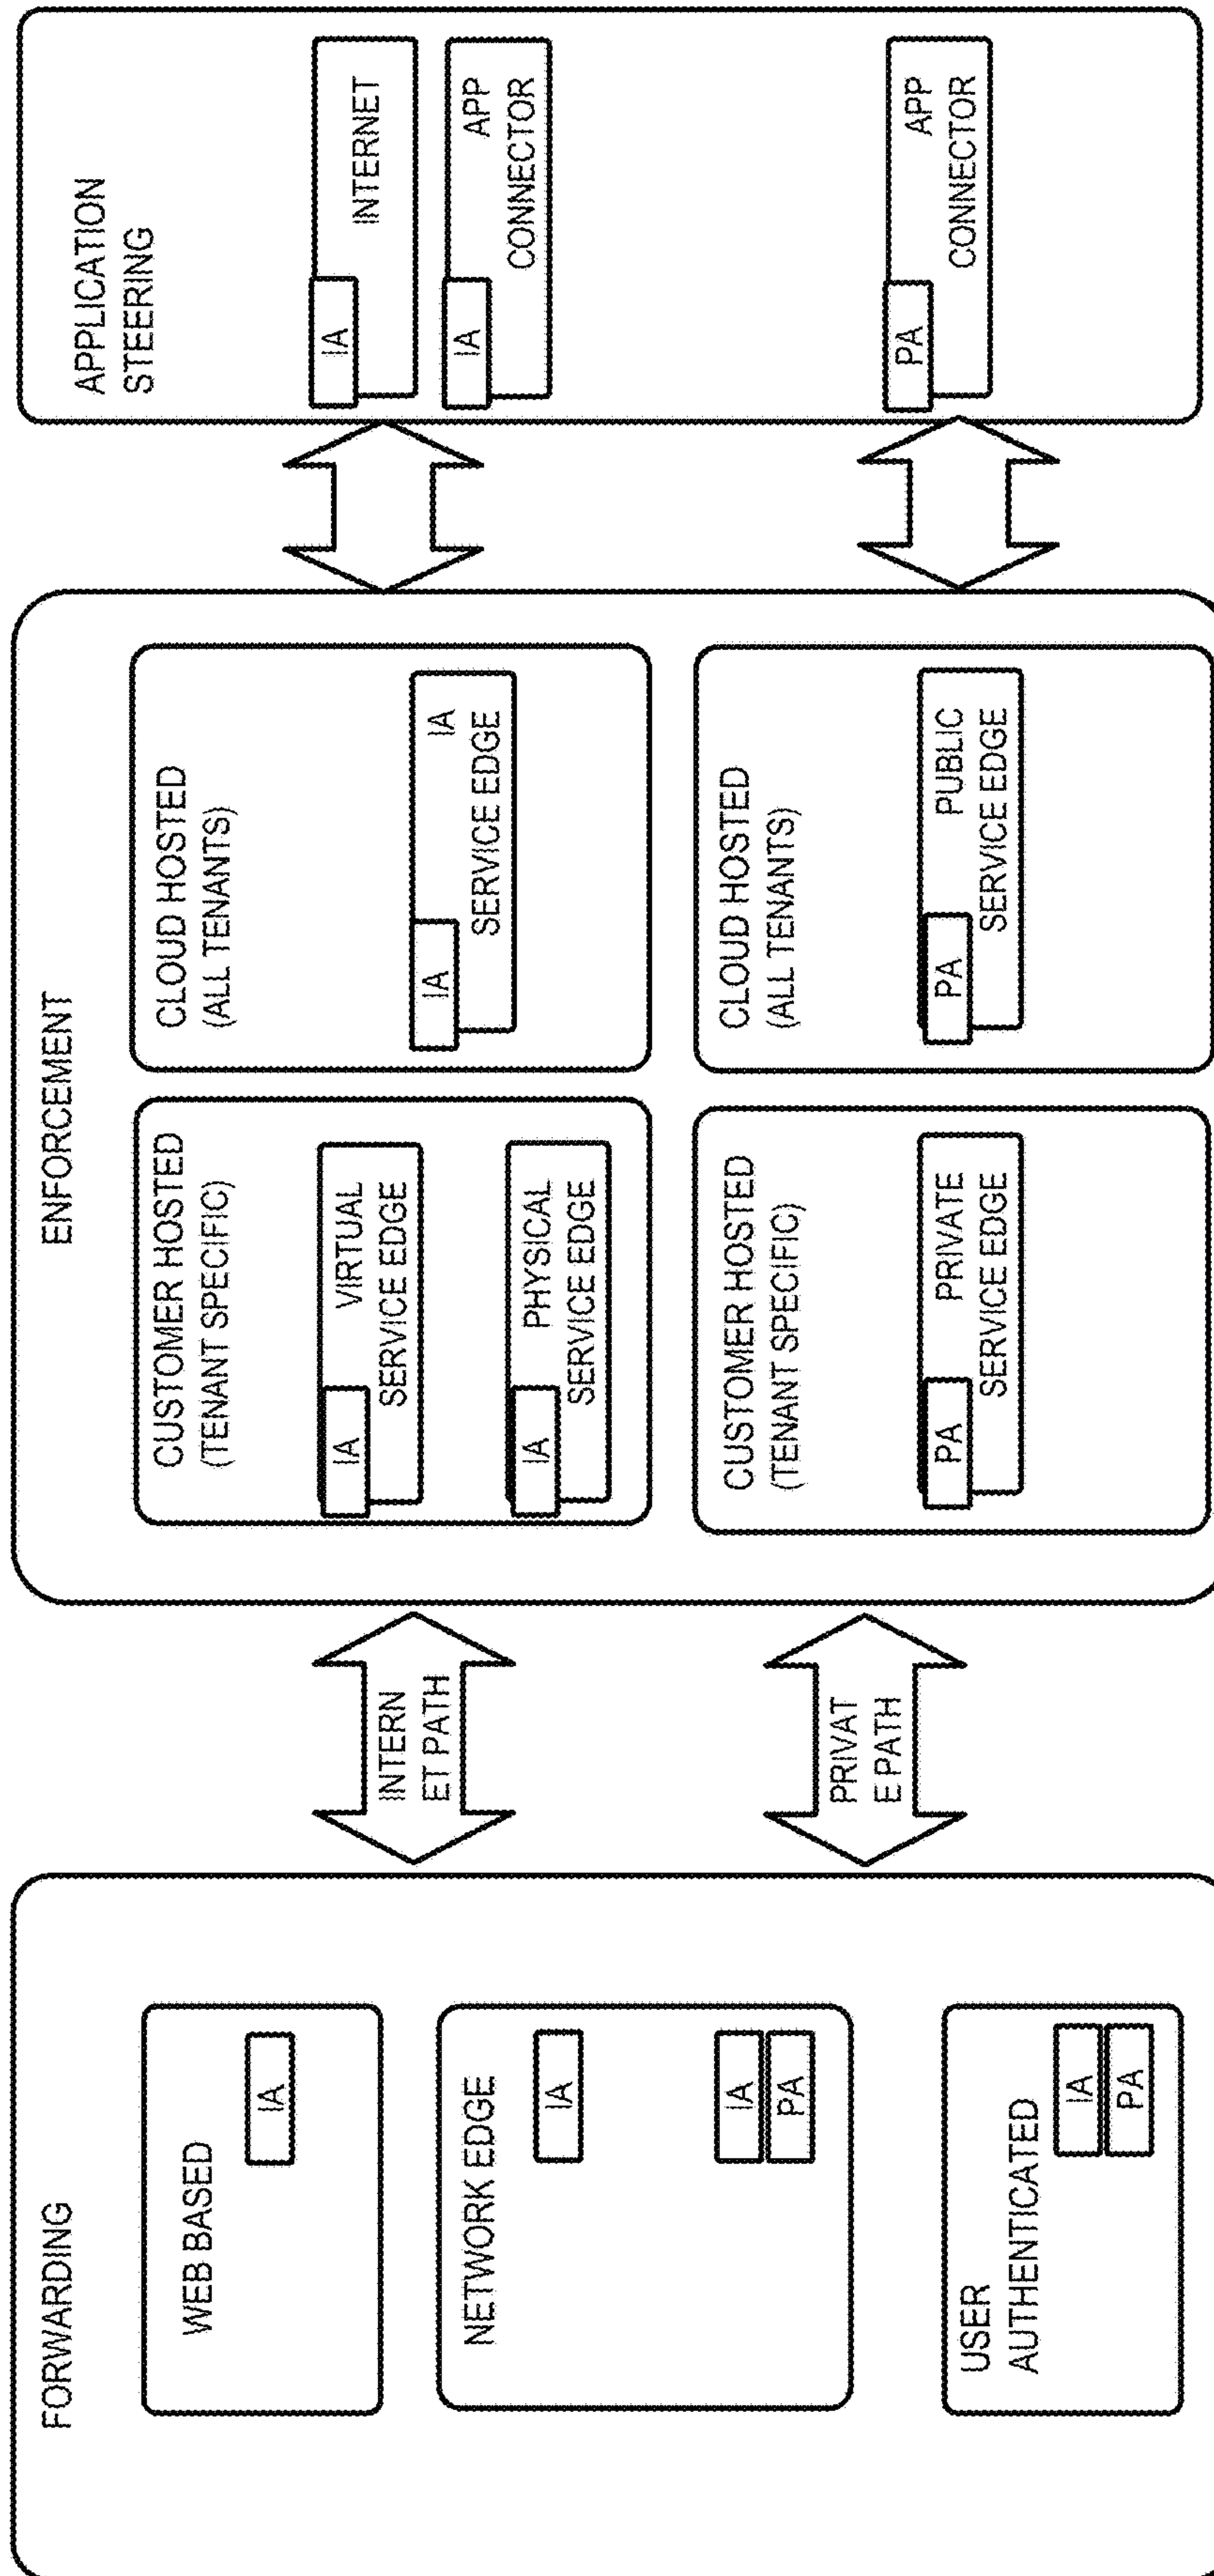 FORWARDING
WEB BASED
IA
NETWORK EDGE
IA
IA
PA
USER
AUTHENTICATED
IA
PA
INTERN
ET PATH
PRIVAT
E PATH
ENFORCEMENT
CUSTOMER HOSTED
(TENANT SPECIFIC)
IA
VIRTUAL
SERVICE EDGE
IA
PHYSICAL
SERVICE EDGE
CLOUD HOSTED
(ALL TENANTS)
IA
IA
SERVICE EDGE
CUSTOMER HOSTED
(TENANT SPECIFIC)
PA
PRIVATE
SERVICE EDGE
CLOUD HOSTED
(ALL TENANTS)
PA
PUBLIC
SERVICE EDGE
APPLICATION
STEERING
IA
INTERNET
IA
APP
CONNECTOR
PA
APP
CONNECTOR